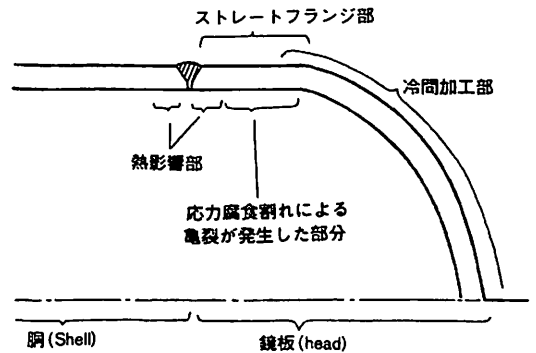 ストレートフランジ部
冷間加工部
熱影響部
応力腐食割れによる
亀裂が発生した部分
胴(Shell)
鏡板(head)